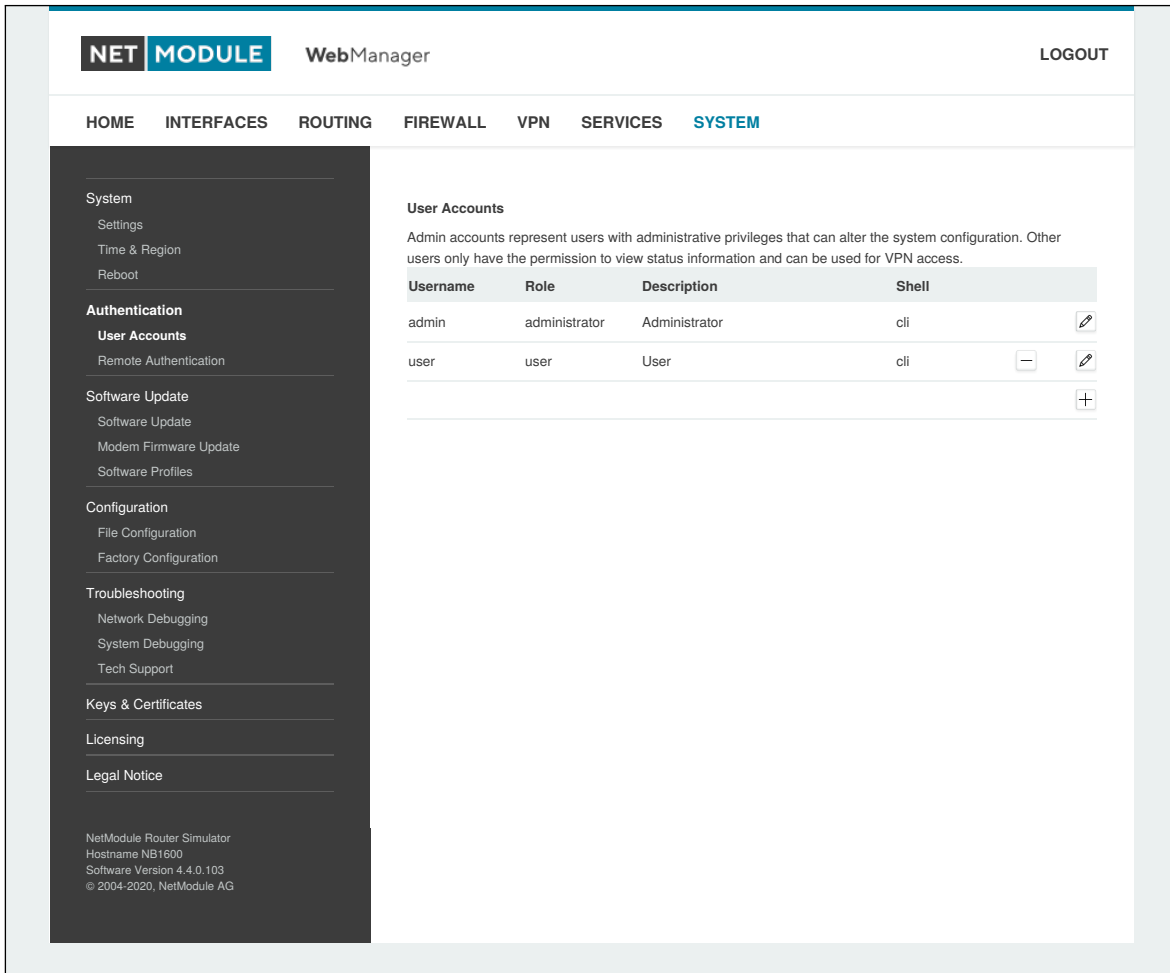 NET MODULE WebManager LOGOUT
HOME INTERFACES ROUTING FIREWALL VPN SERVICES SYSTEM
System
Settings
Time & Region
Reboot
Authentication
User Accounts
Remote Authentication
Software Update
Software Update
Modem Firmware Update
Software Profiles
Configuration
File Configuration
Factory Configuration
Troubleshooting
Network Debugging
System Debugging
Tech Support
Keys & Certificates
Licensing
Legal Notice
NetModule Router Simulator
Hostname NB1600
Software Version 4.4.0.103
© 2004-2020, NetModule AG
User Accounts
Admin accounts represent users with administrative privileges that can alter the system configuration. Other
users only have the permission to view status information and can be used for VPN access.
Username Role Description Shell
admin administrator Administrator cli
user user User cli